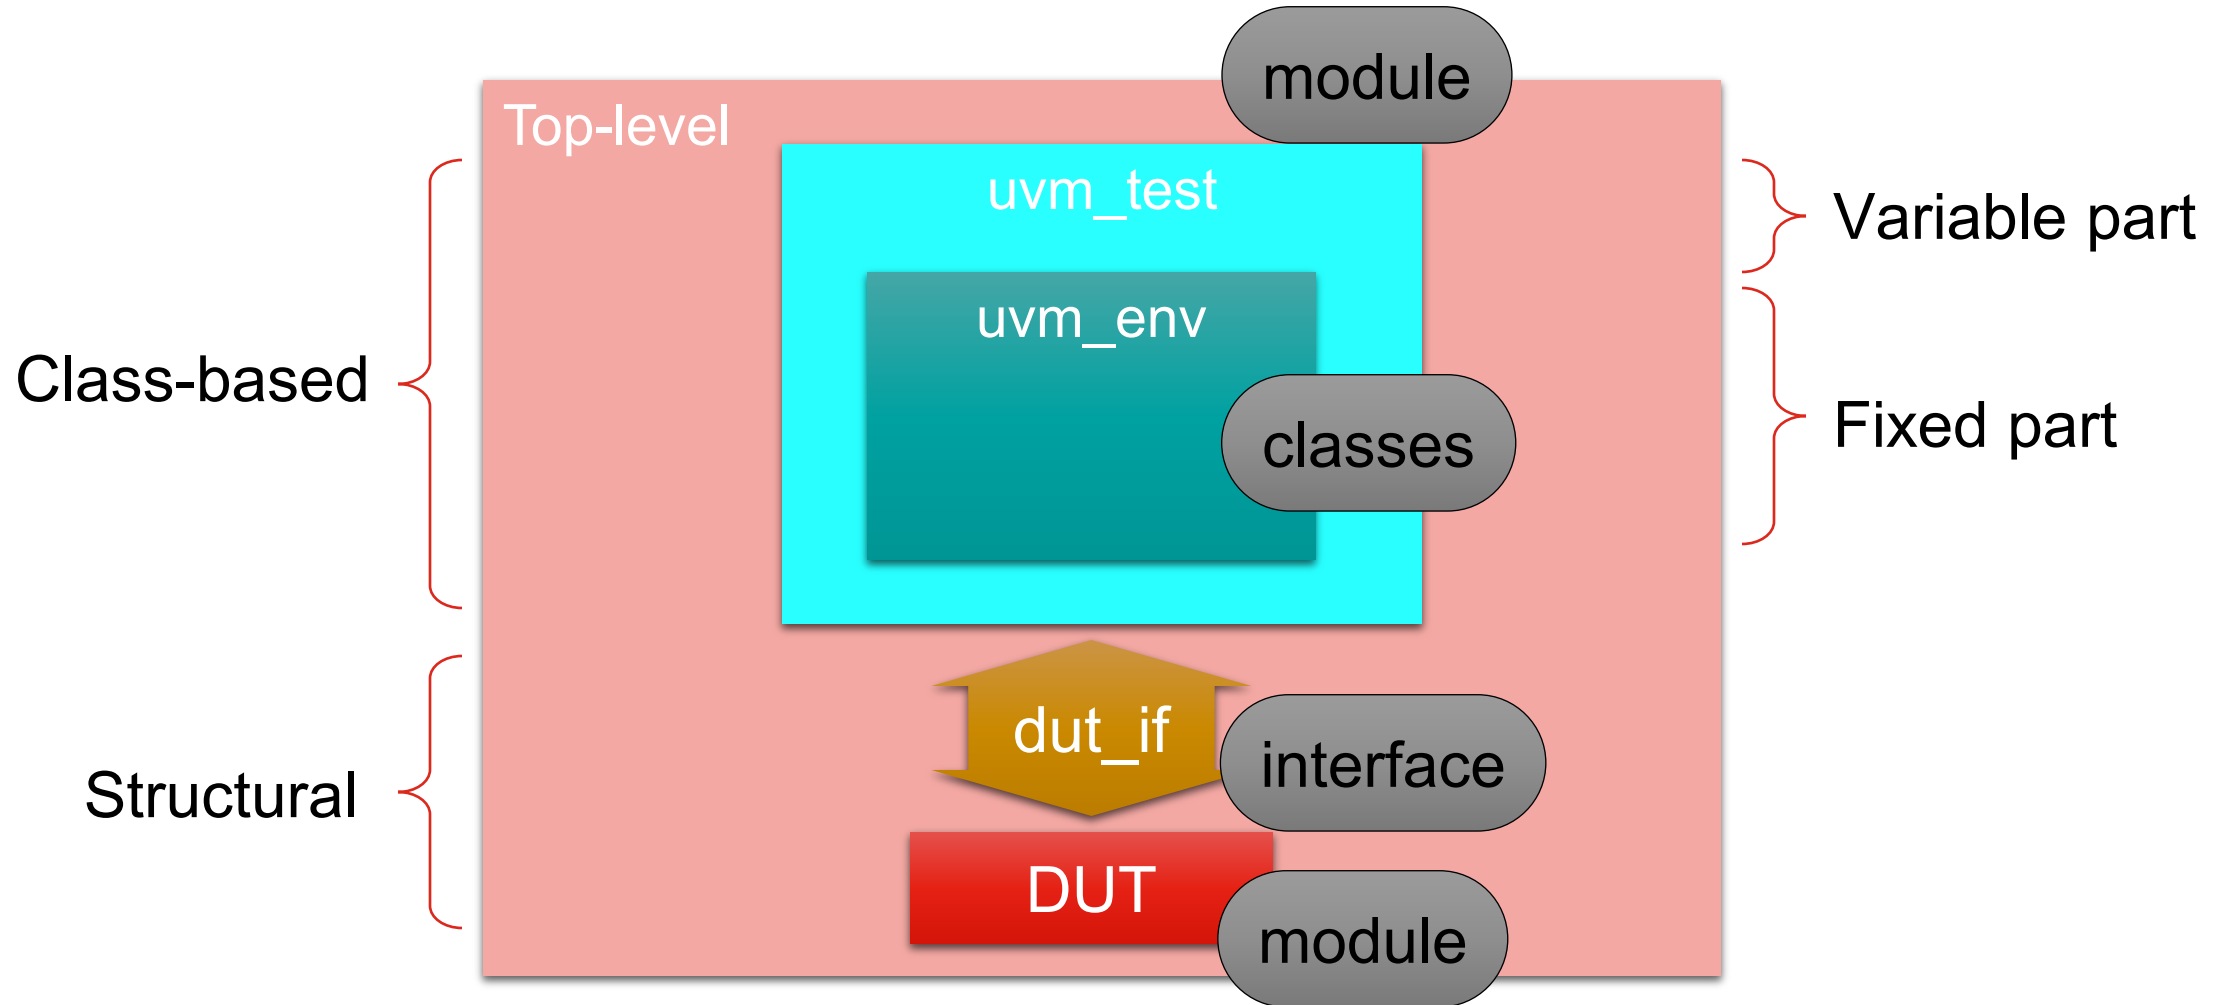 module
Top-level
uvm_test
Variable part
uvm_env
Class-based
Fixed part
classes
dut_if
interface
Structural
DUT
module